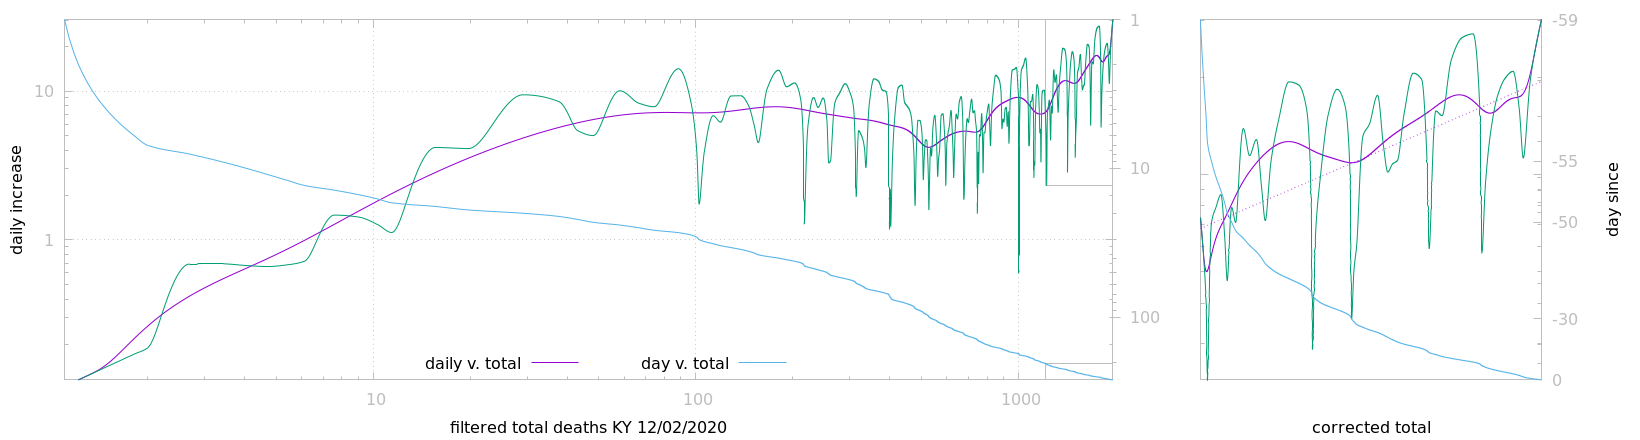 daily increase
10
1
daily v. total
day v. total
10
100
1000
filtered total deaths KY 12/02/2020
1
10
100
-59
-55
-50
-30
0
day since
corrected total